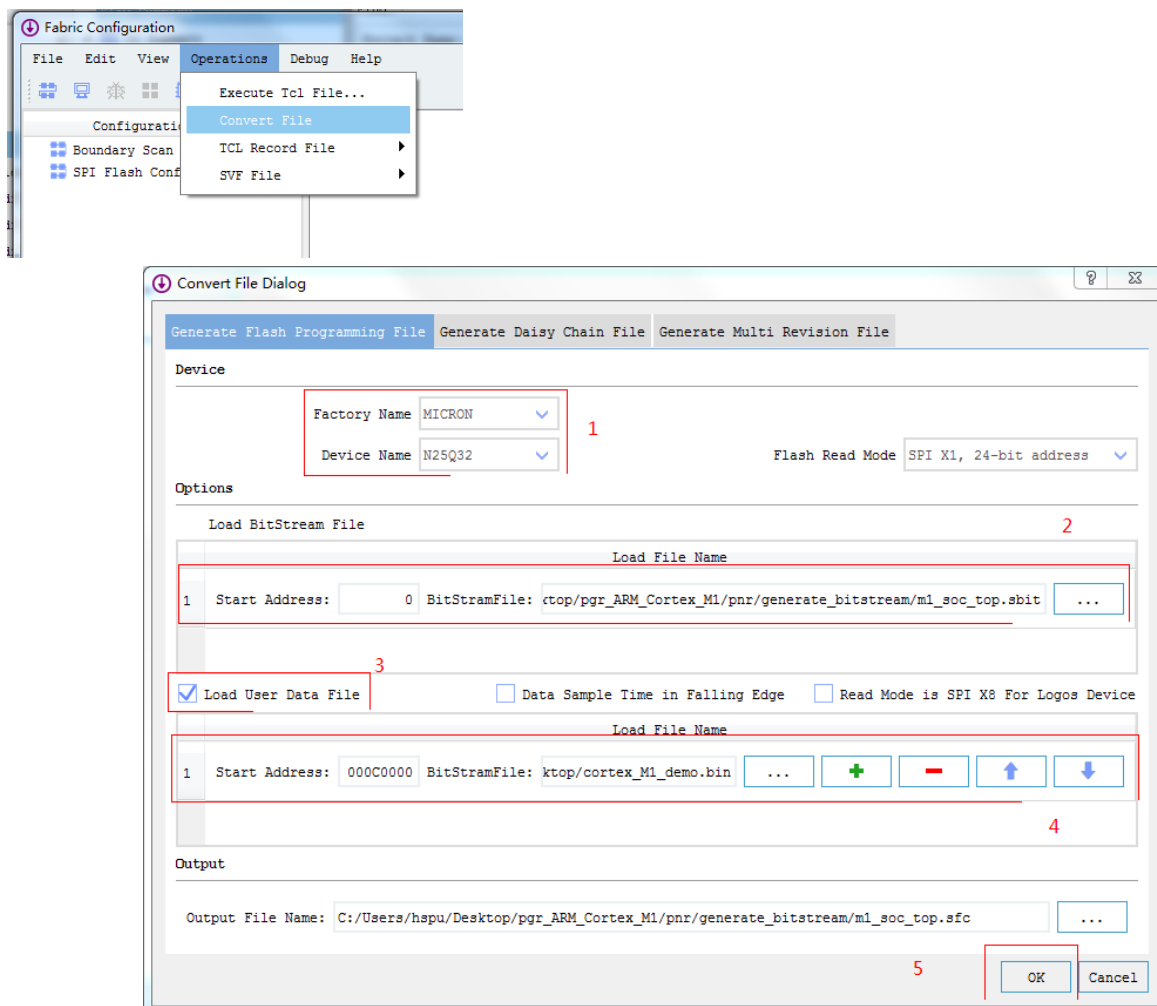 Fabric Configuration
File Edit View Operations Debug Help
Execute Tcl File...
Configuratio
Convert File
Boundary Scan
TCL Record File
SPI Flash Conf
SVF File
Convert File Dialog
Generate Flash Programming File Generate Daisy Chain File Generate Multi Revision File
Device
Factory Name MICRON
1
Device Name N25Q32 Flash Read Mode SPI X1, 24-bit address
Options
Load BitStream File
2
Load File Name
1 Start Address: 0 BitStramFile: ktop/pgr_ARM_Cortex_M1/pnr/generate_bitstream/m1_soc_top.sbit ...
3
Load User Data File Data Sample Time in Falling Edge Read Mode is SPI X8 For Logos Device
Load File Name
1 Start Address: 000C0000 BitStramFile: ktop/cortex_M1_demo.bin ...
4
Output
Output File Name: C:/Users/hspu/Desktop/pgr_ARM_Cortex_M1/pnr/generate_bitstream/m1_soc_top.sfc ...
5
OK Cancel